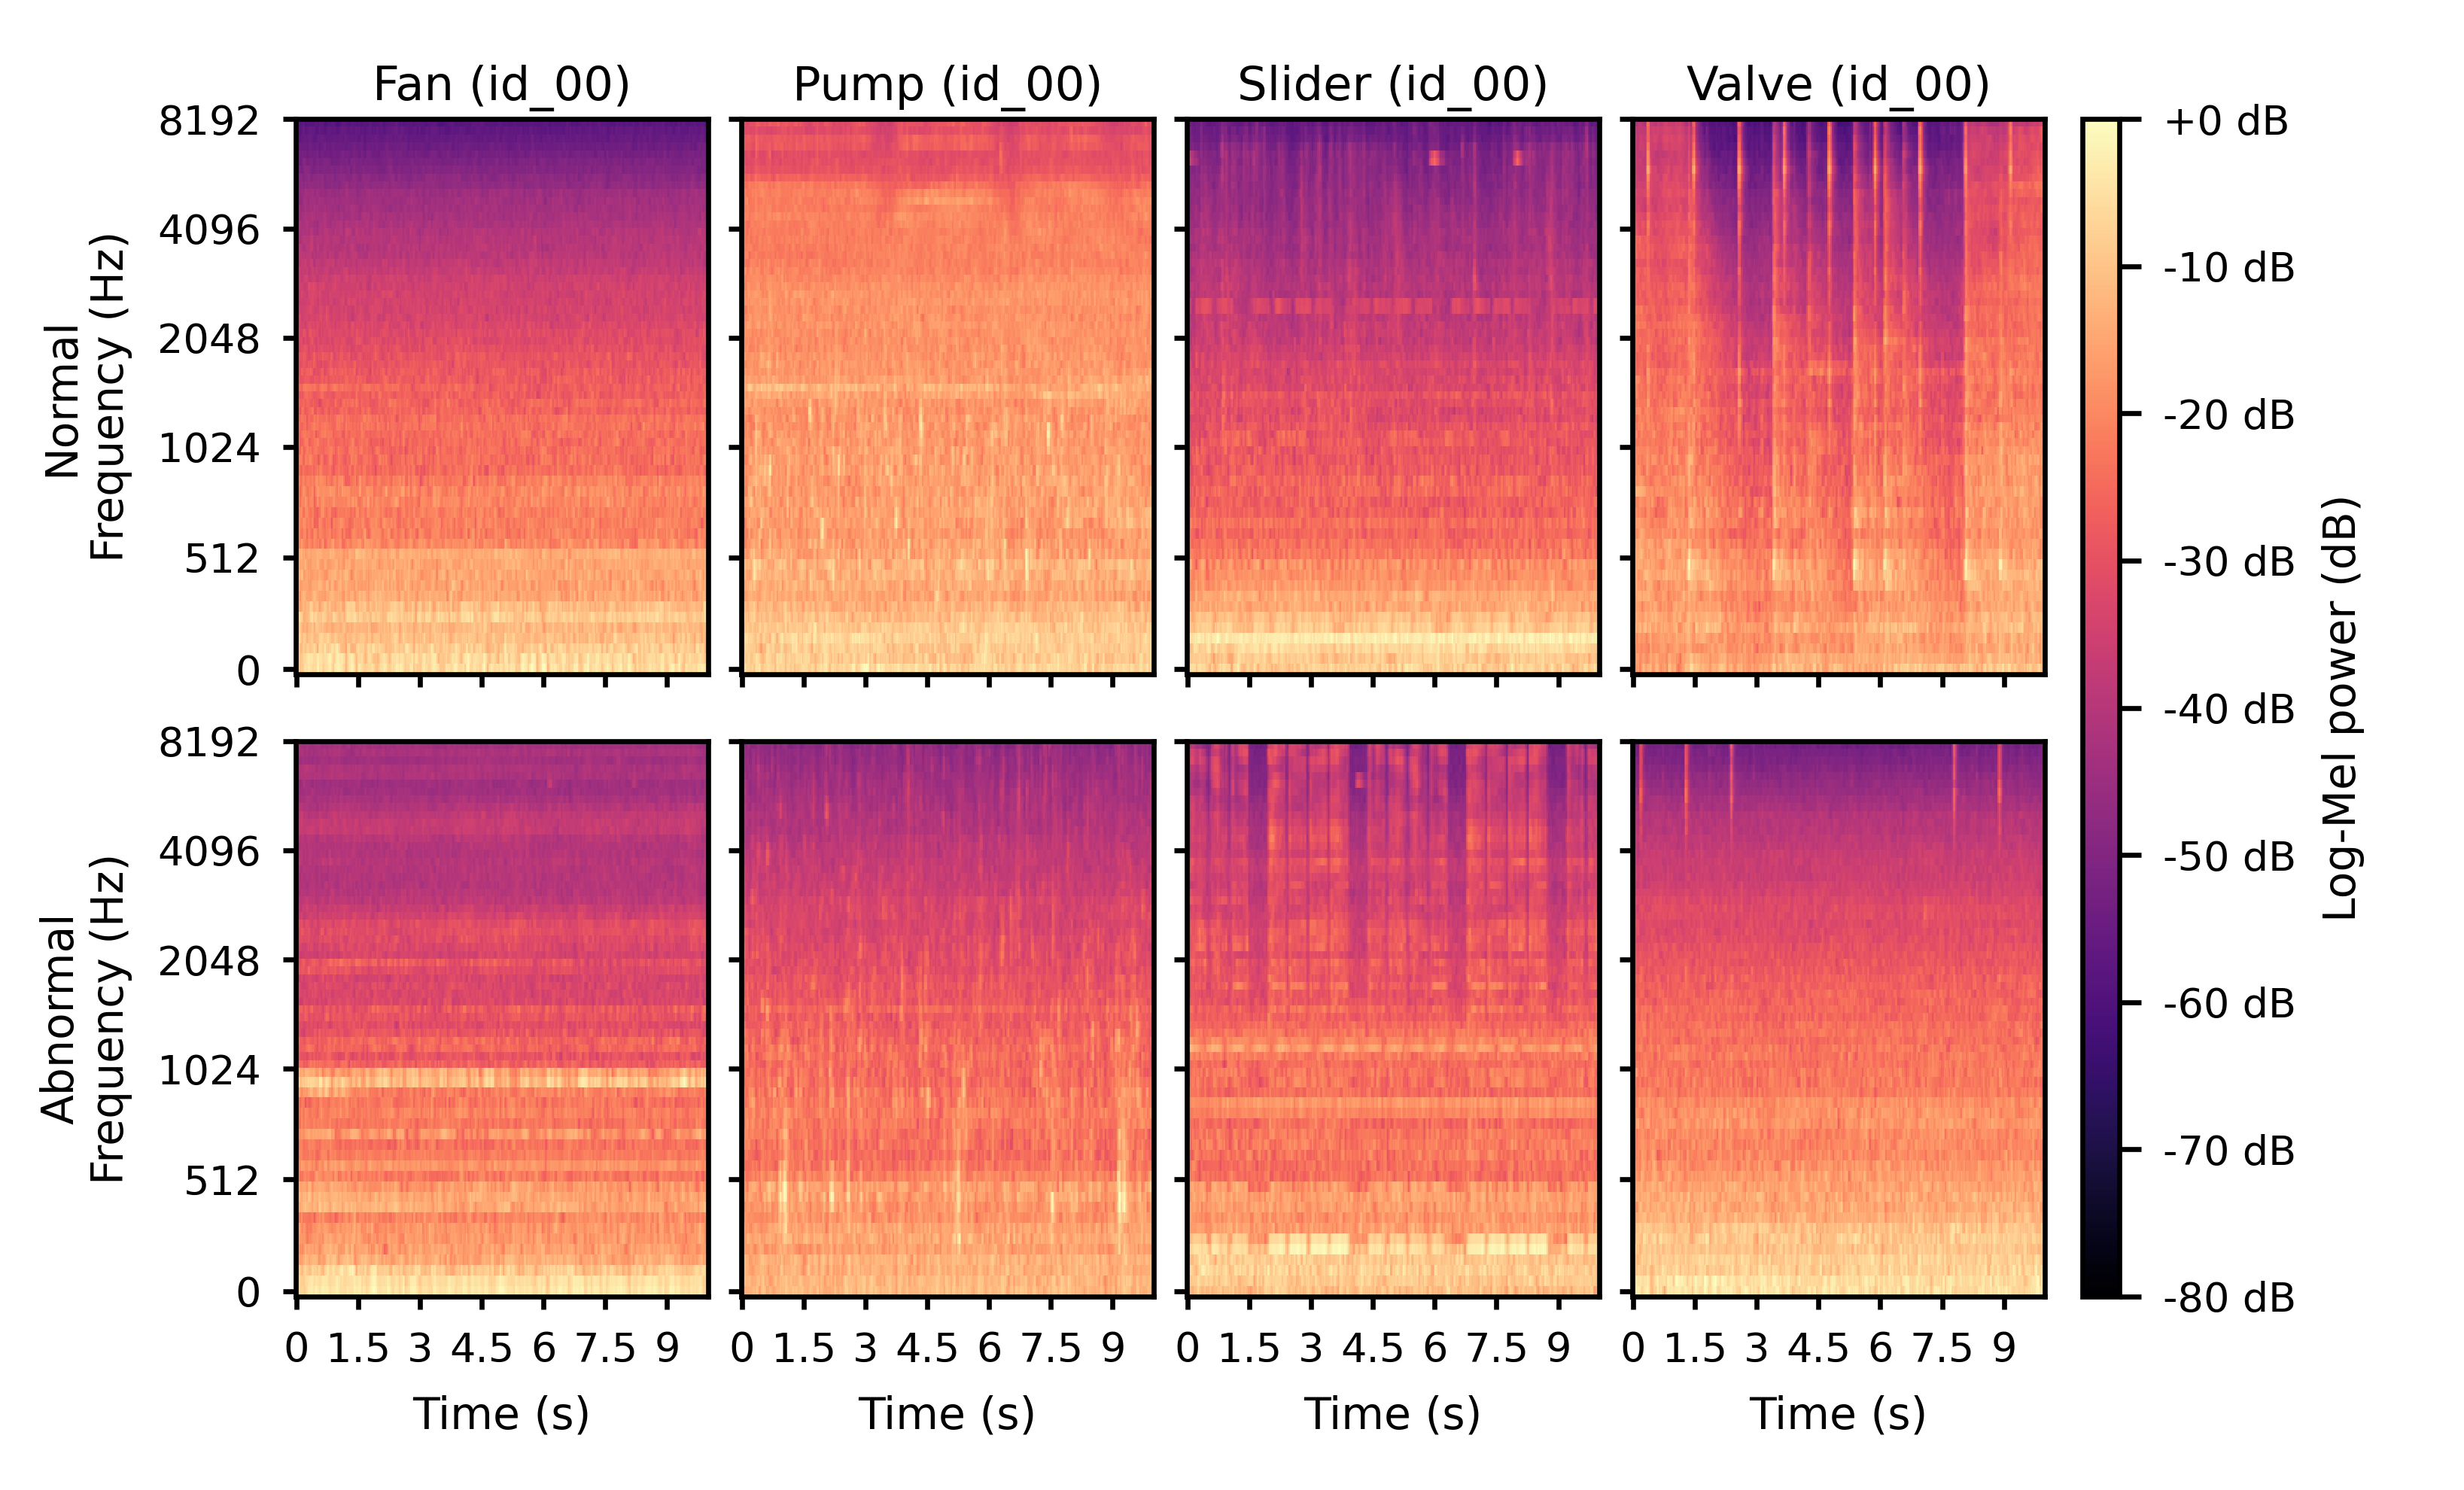 Fan (id_00)
Pump (id_00)
Slider (id_00)
Valve (id_00)
Normal
Frequency (Hz)
8192
4096
2048
1024
512
0
Abnormal
Frequency (Hz)
8192
4096
2048
1024
512
0
0 1.5 3 4.5 6 7.5 9
0 1.5 3 4.5 6 7.5 9
0 1.5 3 4.5 6 7.5 9
0 1.5 3 4.5 6 7.5 9
Time (s)
Time (s)
Time (s)
Time (s)
+0 dB
-10 dB
-20 dB
-30 dB
-40 dB
-50 dB
-60 dB
-70 dB
-80 dB
Log-Mel power (dB)